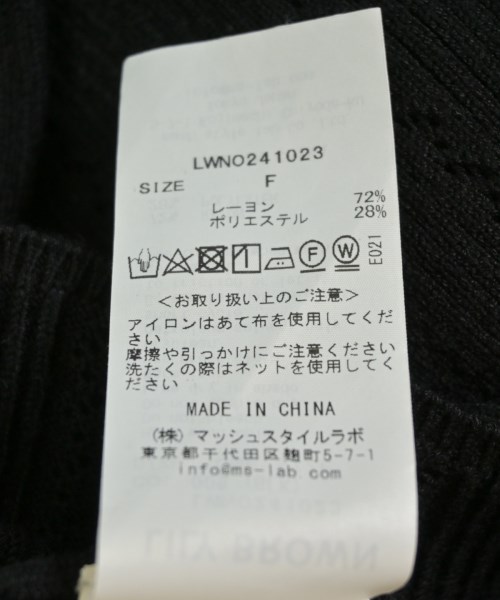 LWNO241023
SIZE F
レーヨン 72%
ポリエステル 28%
F W E021
<お取り扱い上のご注意>
アイロンはあて布を使用してくだ
さい
摩擦や引っかけにご注意ください
洗たくの際はネットを使用してく
ださい
MADE IN CHINA
(株)マッシュスタイルラボ
東京都千代田区麹町5-7-1
info@ms-lab.com
LILY BROWN